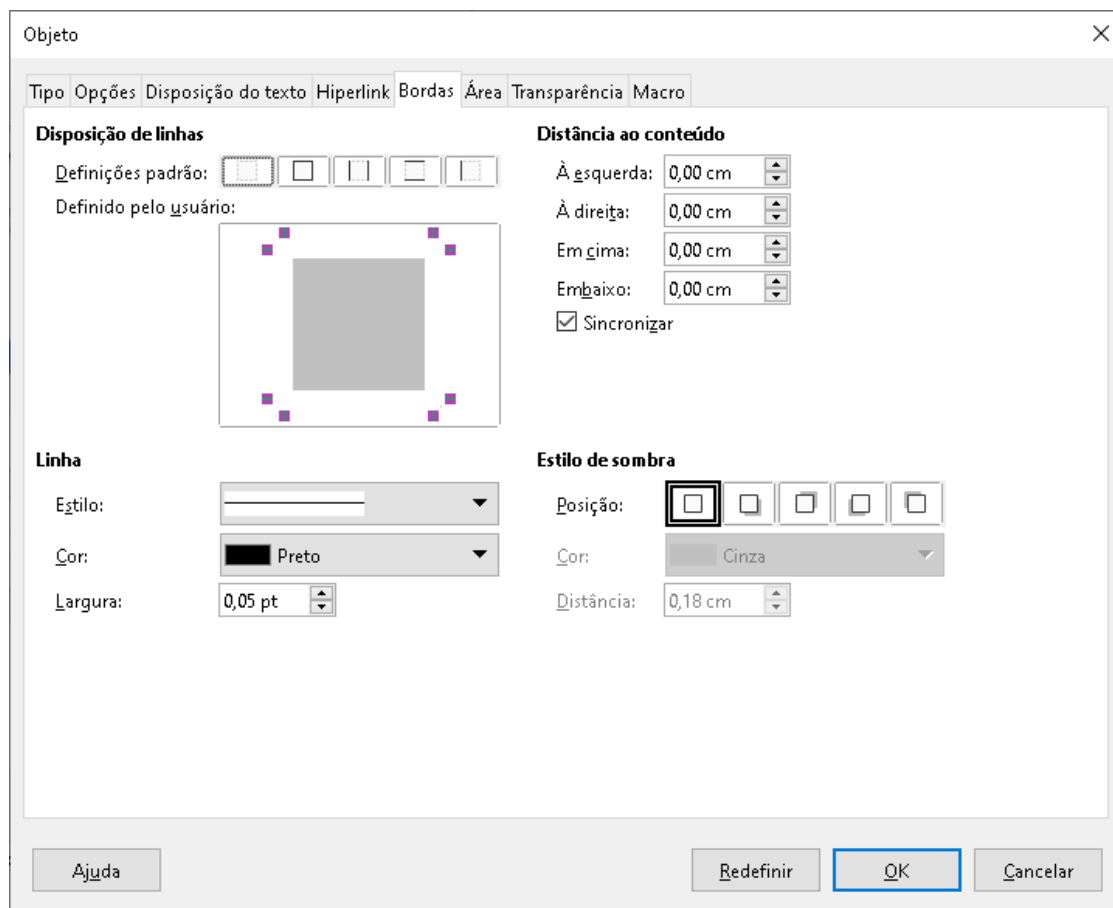 Objeto
Tipo Opções Disposição do texto Hiperlink Bordas Área Transparência Macro
Disposição de linhas
Definições padrão:
Definido pelo usuário:
Distância ao conteúdo
À esquerda: 0,00 cm
À direita: 0,00 cm
Em cima: 0,00 cm
Embaixo: 0,00 cm
Sincronizar
Linha
Estilo:
Cor: Preto
Largura: 0,05 pt
Estilo de sombra
Posição:
Cor: Cinza
Distância: 0,18 cm
Ajuda Redefinir OK Cancelar